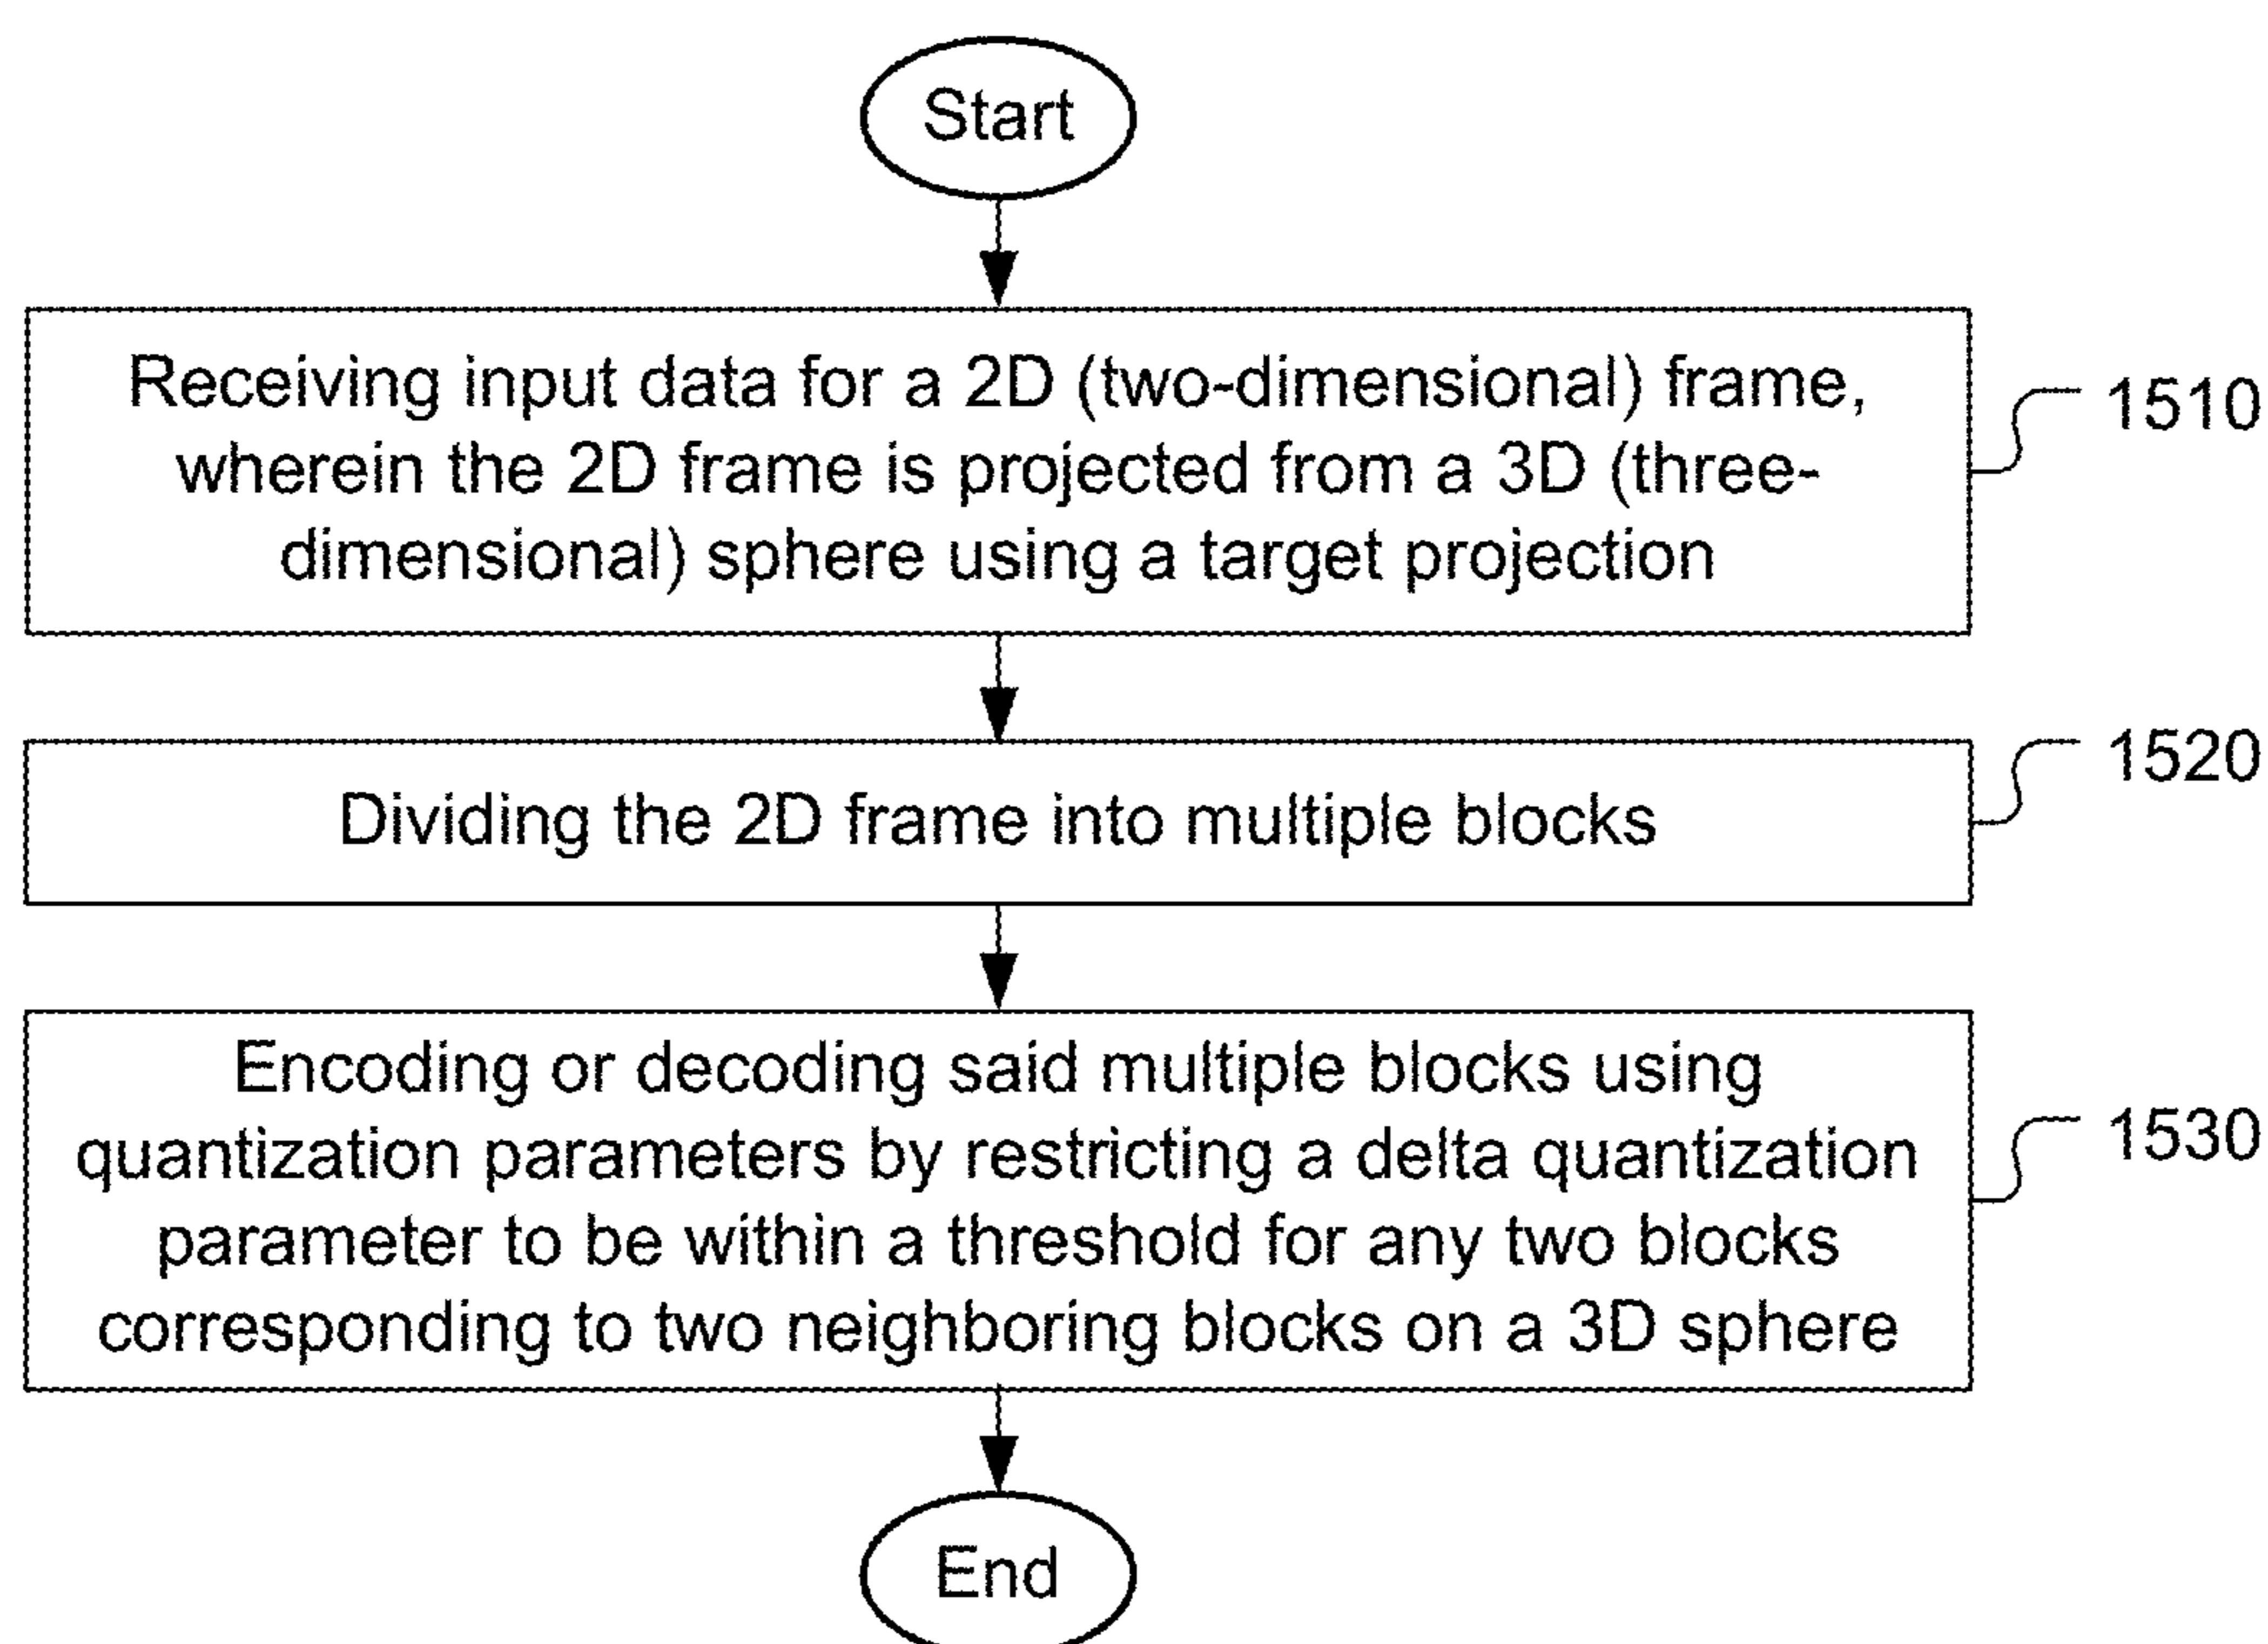 Start
Receiving input data for a 2D (two-dimensional) frame,
wherein the 2D frame is projected from a 3D (three-
dimensional) sphere using a target projection
1510
Dividing the 2D frame into multiple blocks
1520
Encoding or decoding said multiple blocks using
quantization parameters by restricting a delta quantization
parameter to be within a threshold for any two blocks
corresponding to two neighboring blocks on a 3D sphere
1530
End